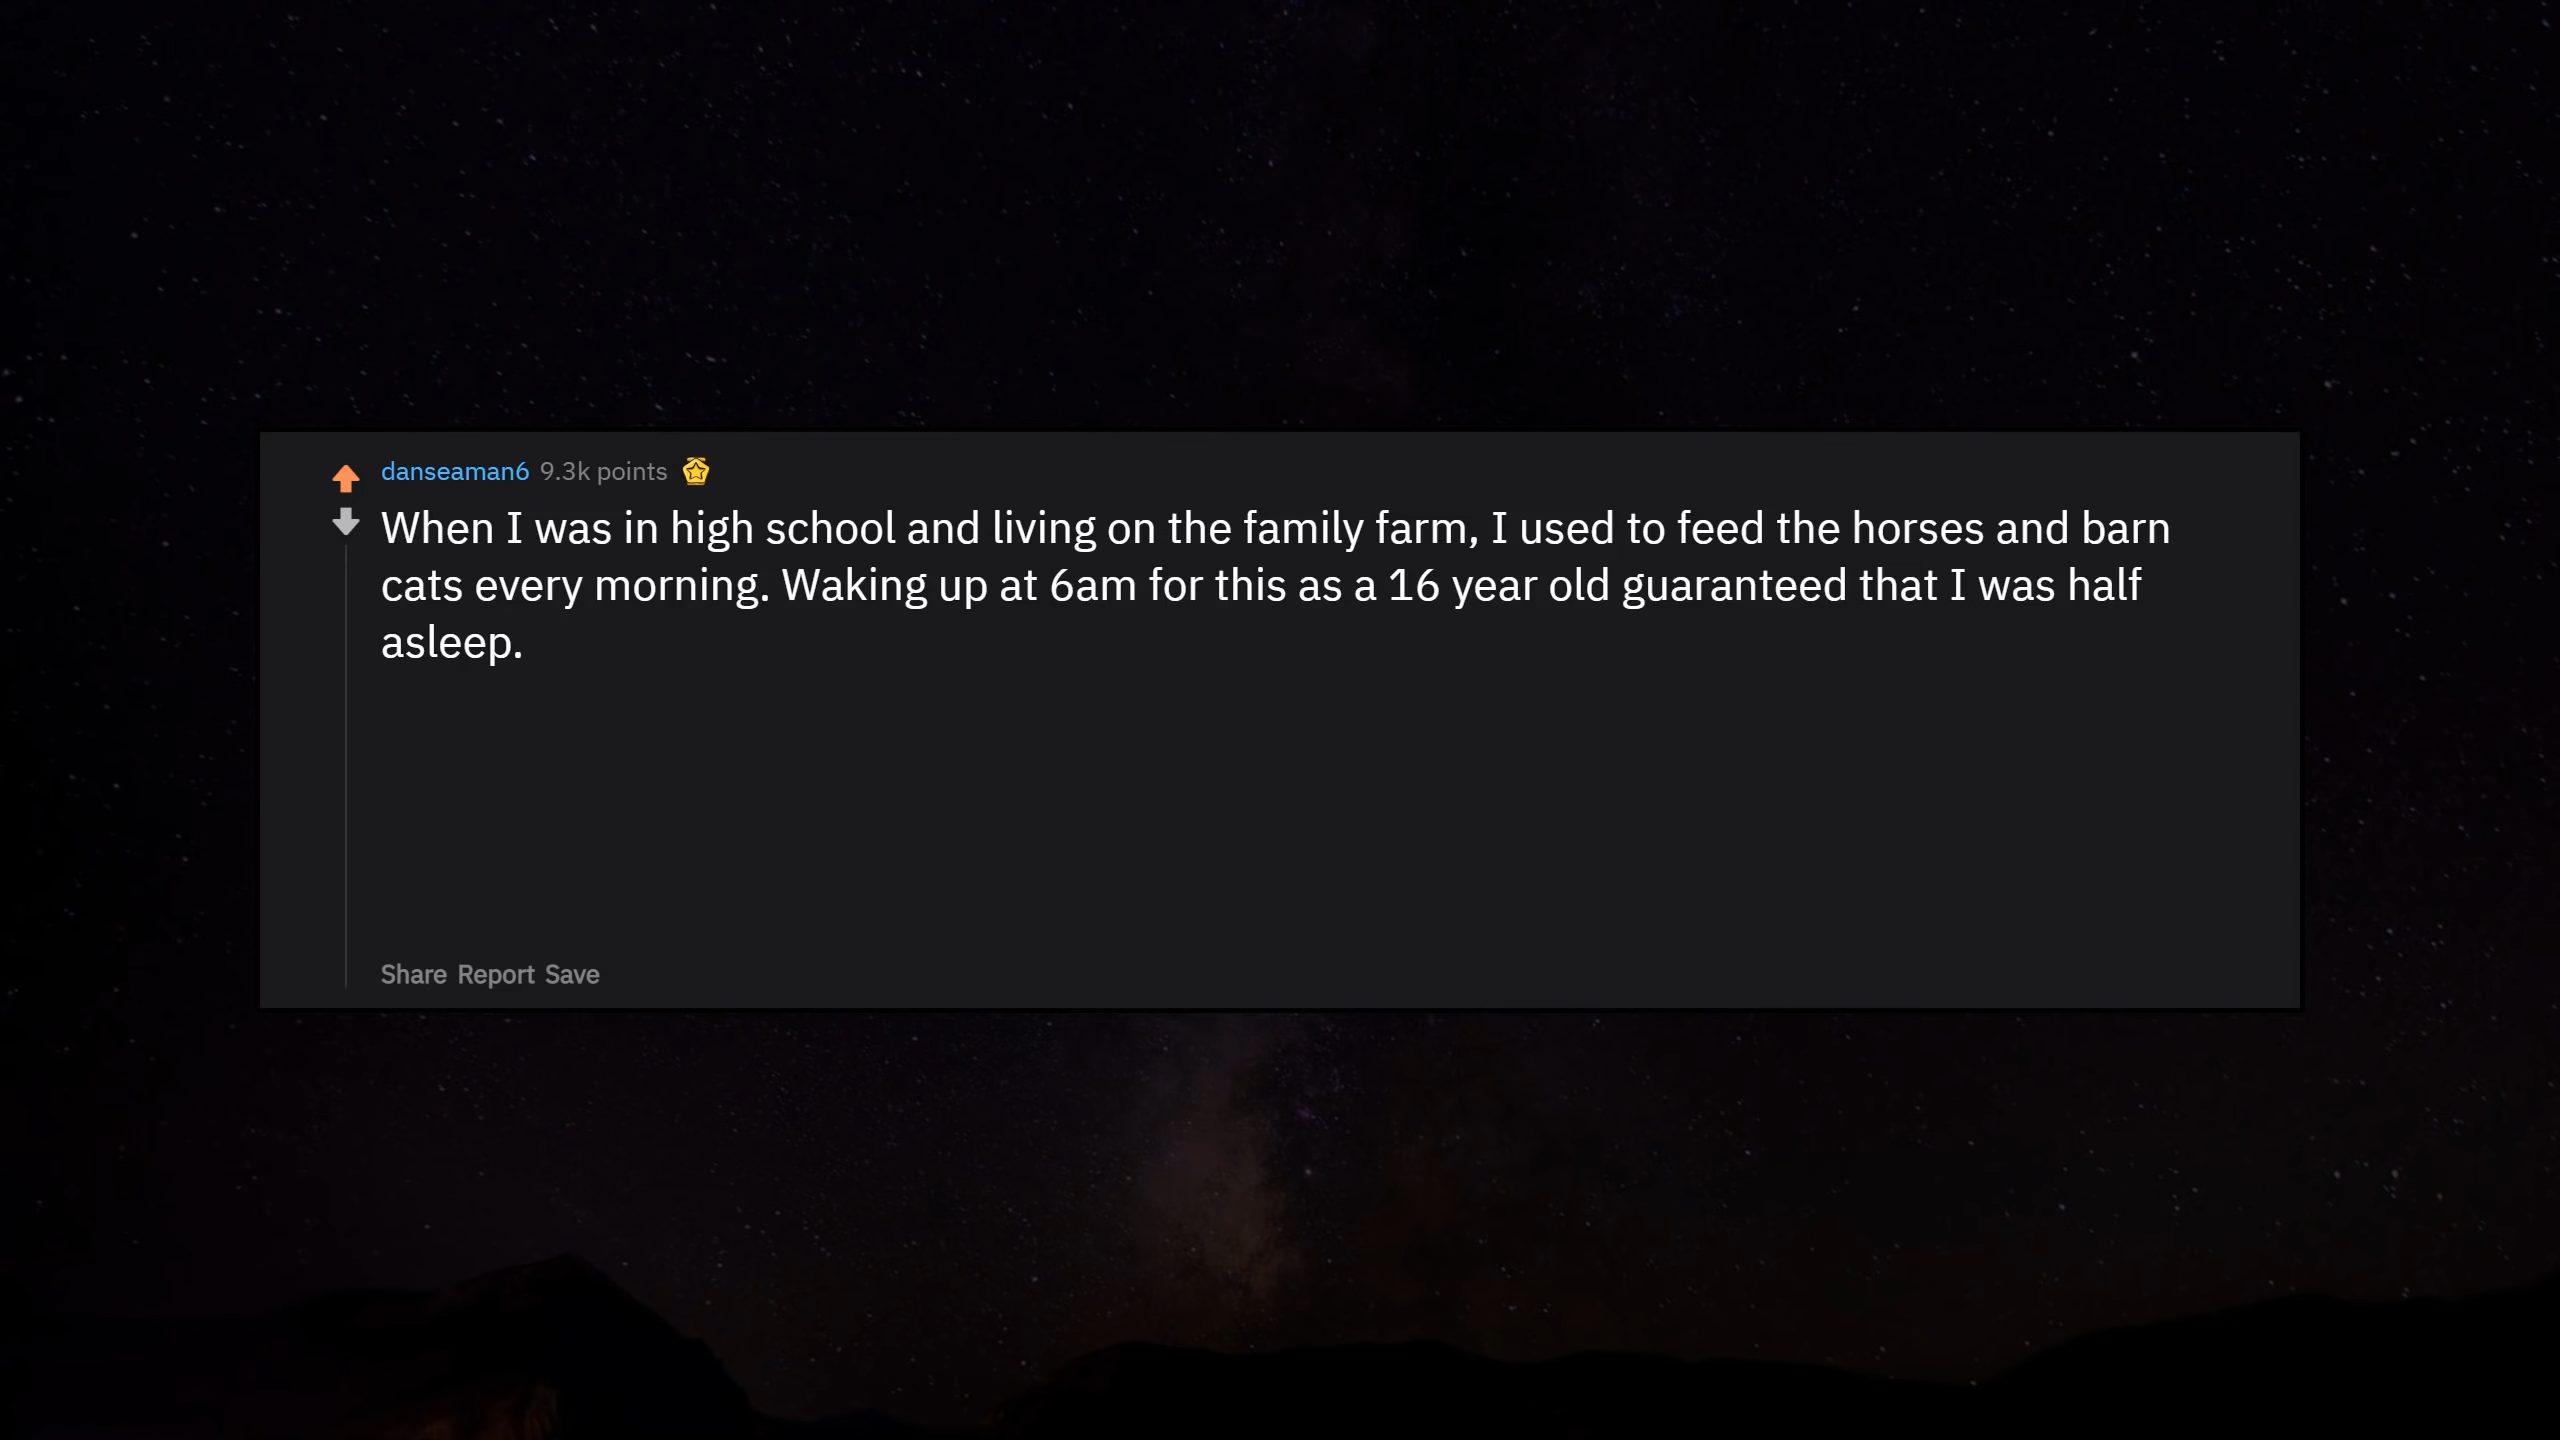 danseaman6 9.3k points
When I was in high school and living on the family farm, I used to feed the horses and barn
cats every morning. Waking up at 6am for this as a 16 year old guaranteed that I was half
asleep.
Share Report Save